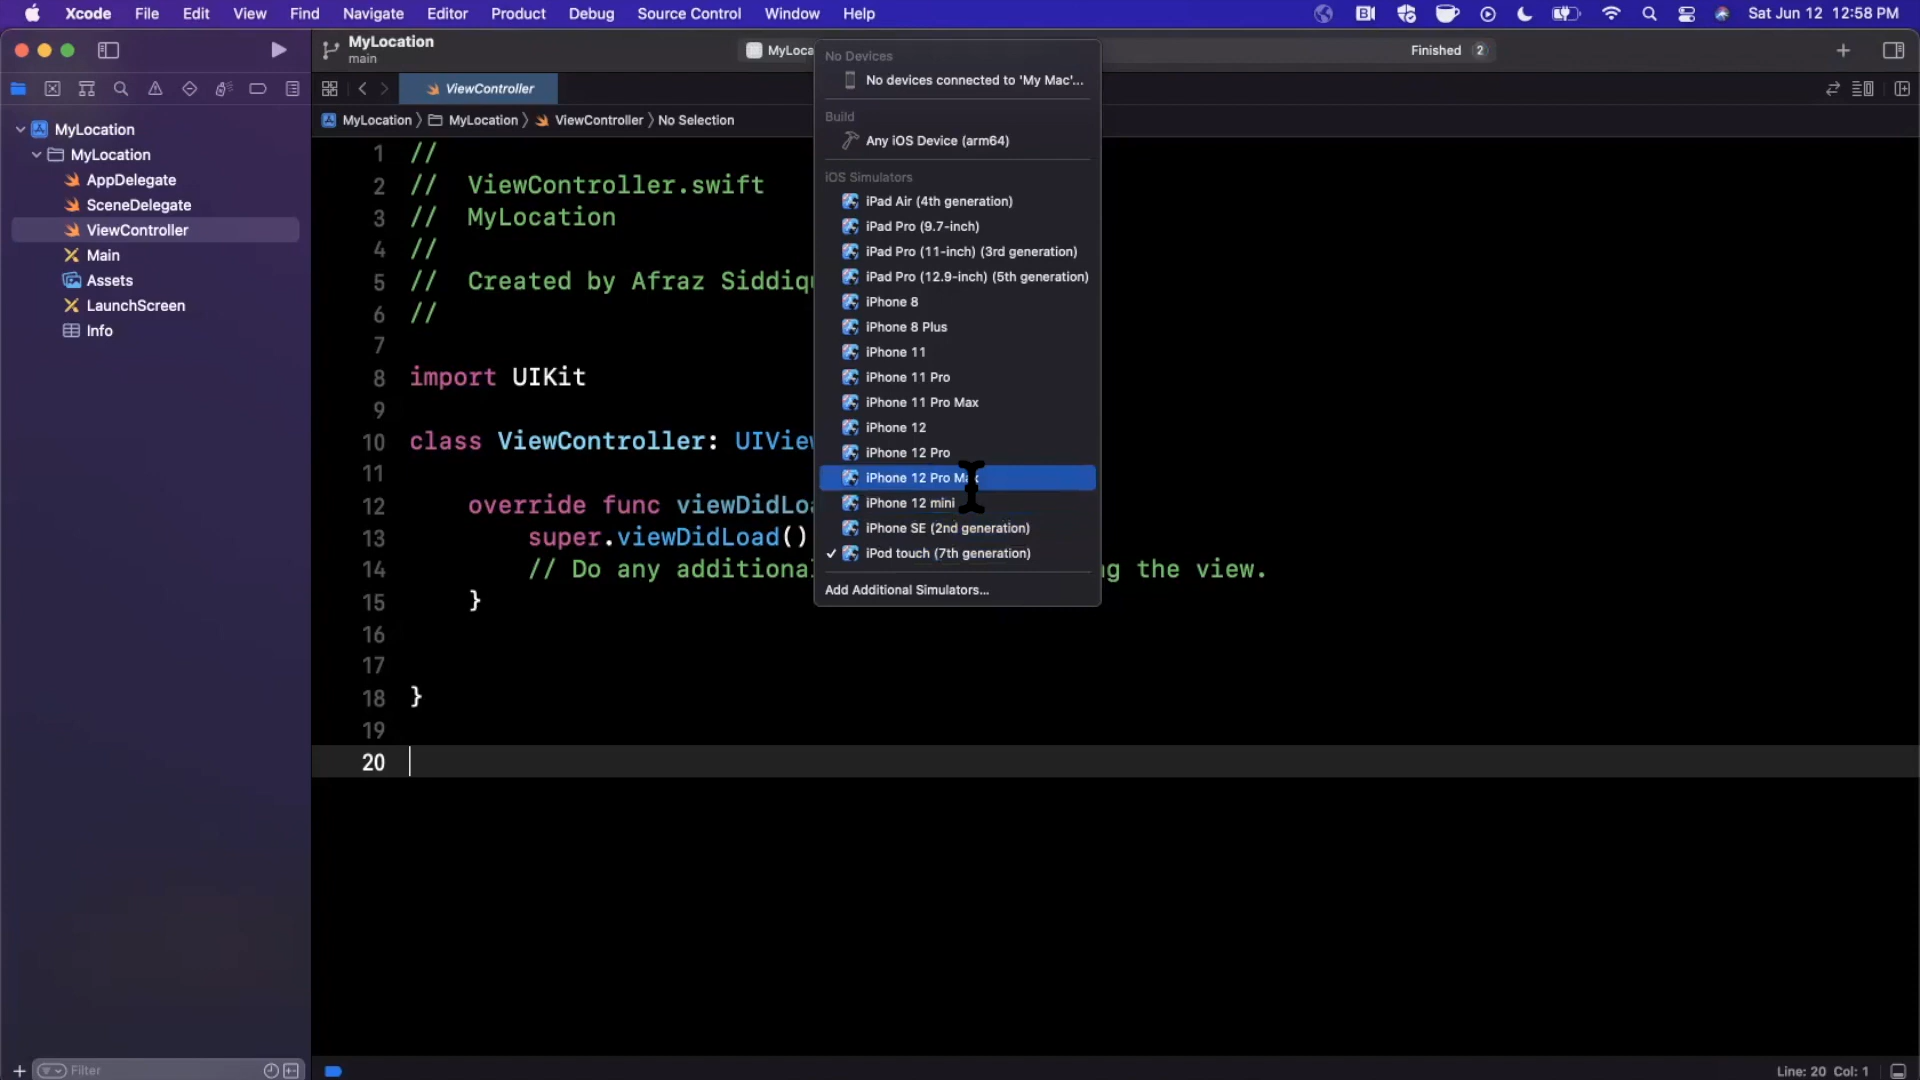 Xcode File Edit View Find Navigate Editor Product Debug Source Control Window Help
Sat Jun 12 12:58 PM
MyLocation
main
MyLoca
Finished 2
ViewController
MyLocation MyLocation ViewController No Selection
MyLocation
MyLocation
AppDelegate
SceneDelegate
ViewController
Main
Assets
LaunchScreen
Info
1 //
2 // ViewController.swift
3 // MyLocation
4 //
5 // Created by Afraz Siddiq
6 //
7
8 import UIKit
9
10 class ViewController: UIView
11
12 override func viewDidLoa
13 super.viewDidLoad()
14 // Do any additiona g the view.
15 }
16
17
18 }
19
20
No Devices
No devices connected to 'My Mac'...
Build
Any iOS Device (arm64)
iOS Simulators
iPad Air (4th generation)
iPad Pro (9.7-inch)
iPad Pro (11-inch) (3rd generation)
iPad Pro (12.9-inch) (5th generation)
iPhone 8
iPhone 8 Plus
iPhone 11
iPhone 11 Pro
iPhone 11 Pro Max
iPhone 12
iPhone 12 Pro
iPhone 12 Pro Max
iPhone 12 mini
iPhone SE (2nd generation)
✓ iPod touch (7th generation)
Add Additional Simulators...
Filter
Line: 20 Col: 1